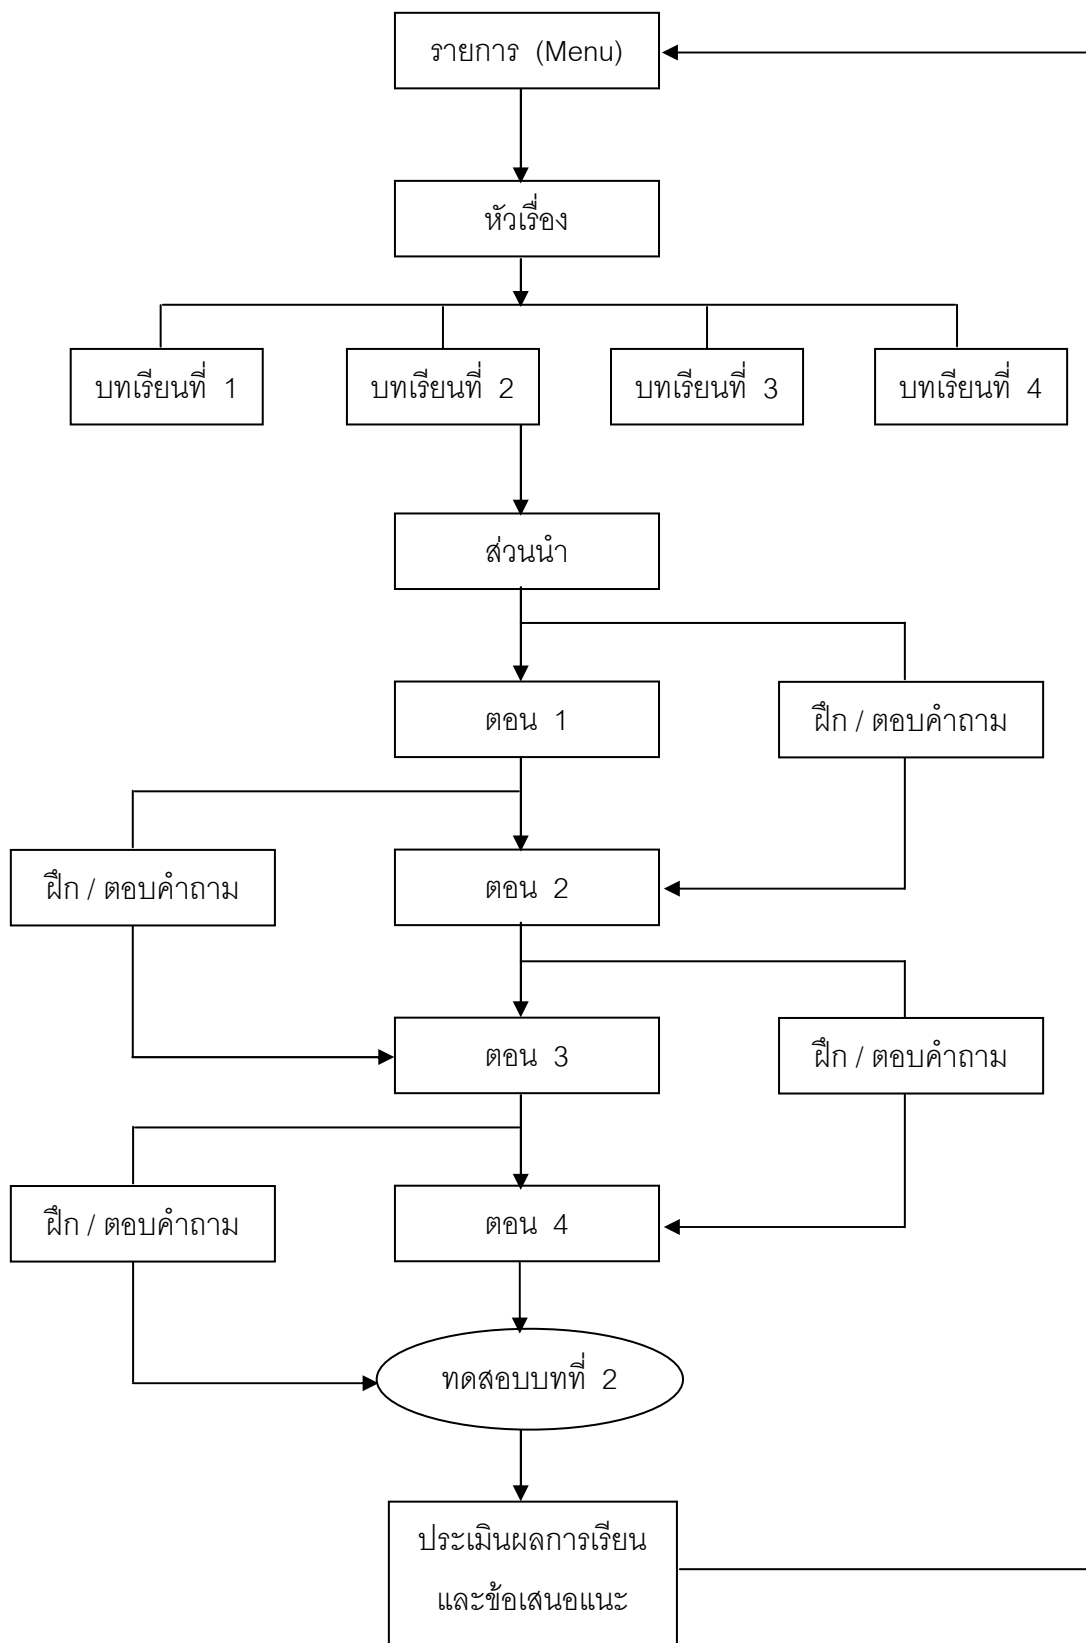 รายการ (Menu)
หัวเรื่อง
บทเรียนที่ 1
บทเรียนที่ 2
บทเรียนที่ 3
บทเรียนที่ 4
ส่วนนำ
ตอน 1
ฝึก / ตอบคำถาม
ฝึก / ตอบคำถาม
ตอน 2
ตอน 3
ฝึก / ตอบคำถาม
ฝึก / ตอบคำถาม
ตอน 4
ทดสอบบทที่ 2
ประเมินผลการเรียน
และข้อเสนอแนะ